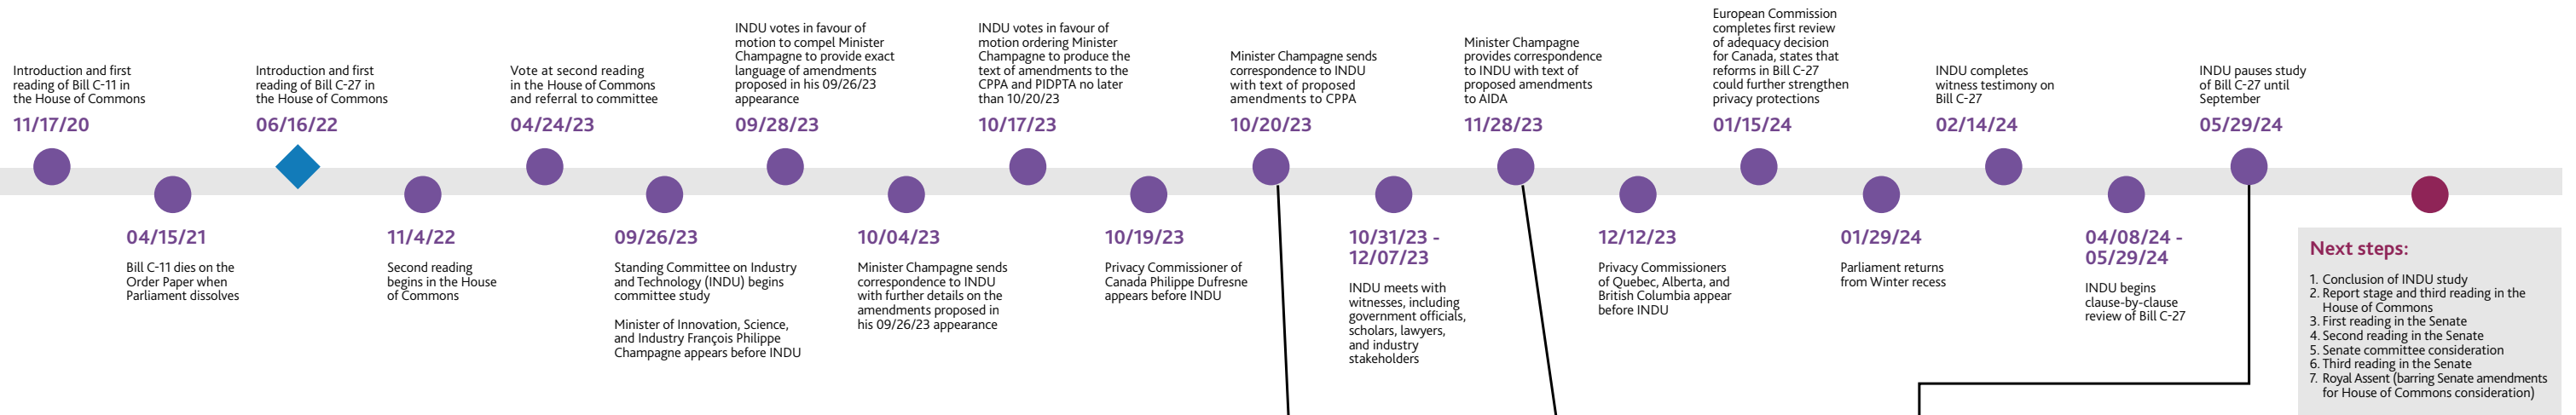 Introduction and first
reading of Bill C-11 in
the House of Commons
11/17/20
04/15/21
Bill C-11 dies on the
Order Paper when
Parliament dissolves
Introduction and first
reading of Bill C-27 in
the House of Commons
06/16/22
11/4/22
Second reading
begins in the House
of Commons
Vote at second reading
in the House of Commons
and referral to committee
04/24/23
09/26/23
Standing Committee on Industry
and Technology (INDU) begins
committee study
Minister of Innovation, Science,
and Industry François Philippe
Champagne appears before INDU
INDU votes in favour of
motion to compel Minister
Champagne to provide exact
language of amendments
proposed in his 09/26/23
appearance
09/28/23
10/04/23
Minister Champagne sends
correspondence to INDU
with further details on the
amendments proposed in
his 09/26/23 appearance
INDU votes in favour of
motion ordering Minister
Champagne to produce the
text of amendments to the
CPPA and PIDPTA no later
than 10/20/23
10/17/23
10/19/23
Privacy Commissioner of
Canada Philippe Dufresne
appears before INDU
Minister Champagne sends
correspondence to INDU
with text of proposed
amendments to CPPA
10/20/23
10/31/23 -
12/07/23
INDU meets with
witnesses, including
government officials,
scholars, lawyers,
and industry
stakeholders
Minister Champagne
provides correspondence
to INDU with text of
proposed amendments
to AIDA
11/28/23
12/12/23
Privacy Commissioners
of Quebec, Alberta, and
British Columbia appear
before INDU
European Commission
completes first review
of adequacy decision
for Canada, states that
reforms in Bill C-27
could further strengthen
privacy protections
01/15/24
01/29/24
Parliament returns
from Winter recess
INDU completes
witness testimony on
Bill C-27
02/14/24
04/08/24 -
05/29/24
INDU begins
clause-by-clause
review of Bill C-27
INDU pauses study
of Bill C-27 until
September
05/29/24
Next steps:
1. Conclusion of INDU study
2. Report stage and third reading in the
House of Commons
3. First reading in the Senate
4. Second reading in the Senate
5. Senate committee consideration
6. Third reading in the Senate
7. Royal Assent (barring Senate amendments
for House of Commons consideration)